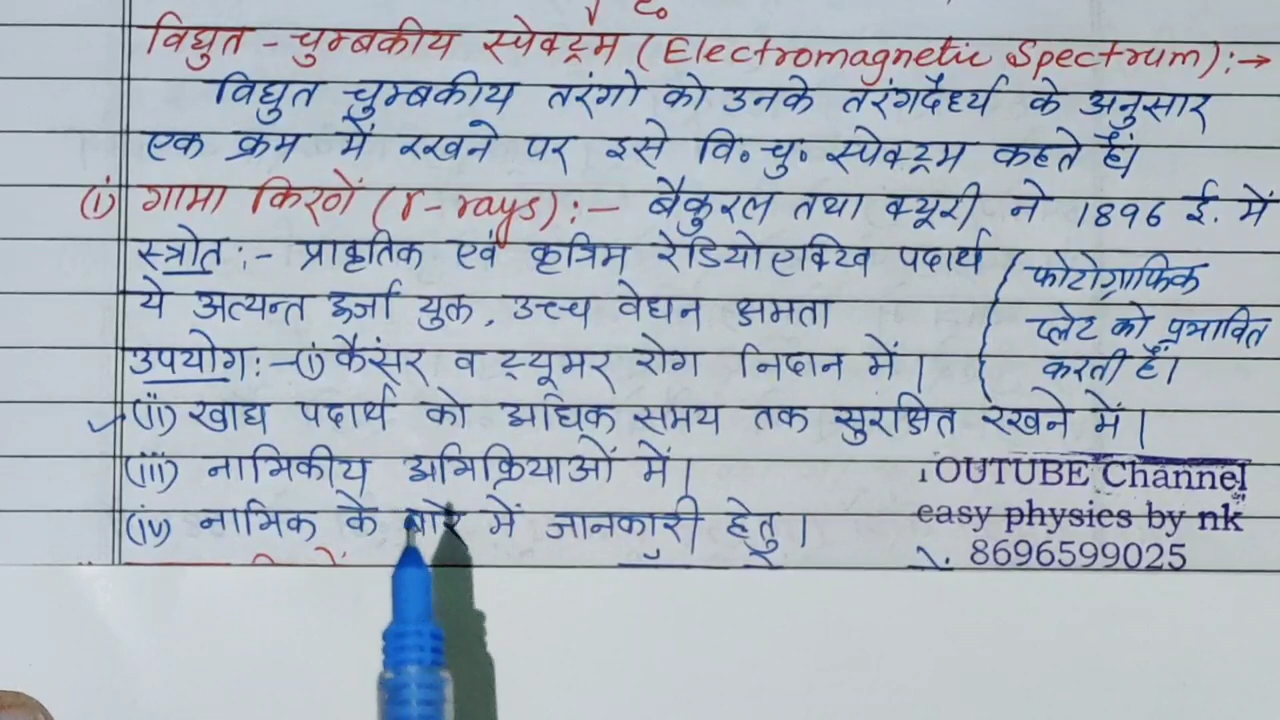 विद्युत - चुम्बकीय स्पेक्ट्रम (Electromagnetic Spectrum):→
विद्युत चुम्बकीय तरंगो को उनके तरंगदैर्ध्य के अनुसार
एक क्रम में रखने पर इसे वि० चु० स्पेक्ट्रम कहते हैं।
(i) गामा किरणें (γ-rays):- बैकुरल तथा क्यूरी ने 1896 ई. में
स्त्रोत:- प्राकृतिक एवं कृत्रिम रेडियोएक्टिव पदार्थ
ये अत्यन्त ऊर्जा युक्त, उच्च वेधन क्षमता
फोटोग्राफिक
प्लेट को प्रभावित
करती हैं।
उपयोग:-(i) कैंसर व ट्यूमर रोग निदान में।
(ii) खाद्य पदार्थ को अधिक समय तक सुरक्षित रखने में।
(iii) नाभिकीय अभिक्रियाओं में।
(iv) नाभिक के बारे में जानकारी हेतु।
OUTUBE Channel
easy physics by nk
8696599025